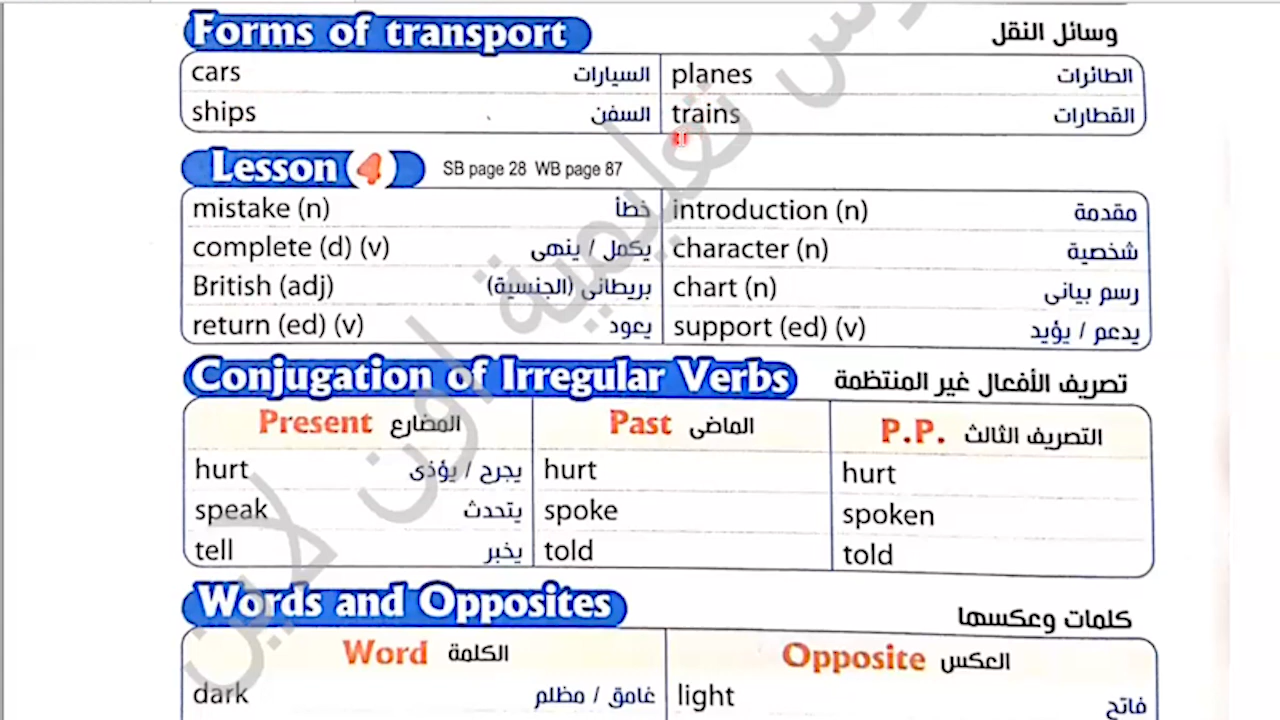 Forms of transport وسائل النقل
cars السيارات planes الطائرات
ships السفن trains القطارات
Lesson 4 SB page 28 WB page 87
mistake (n) خطأ introduction (n) مقدمة
complete (d) (v) يكمل / ينهى character (n) شخصية
British (adj) بريطانى (الجنسية) chart (n) رسم بيانى
return (ed) (v) يعود support (ed) (v) يدعم / يؤيد
Conjugation of Irregular Verbs تصريف الأفعال غير المنتظمة
Present المضارع Past الماضى P.P. التصريف الثالث
hurt يجرح / يؤذى hurt hurt
speak يتحدث spoke spoken
tell يخبر told told
Words and Opposites كلمات وعكسها
Word الكلمة Opposite العكس
dark غامق / مظلم light فاتح